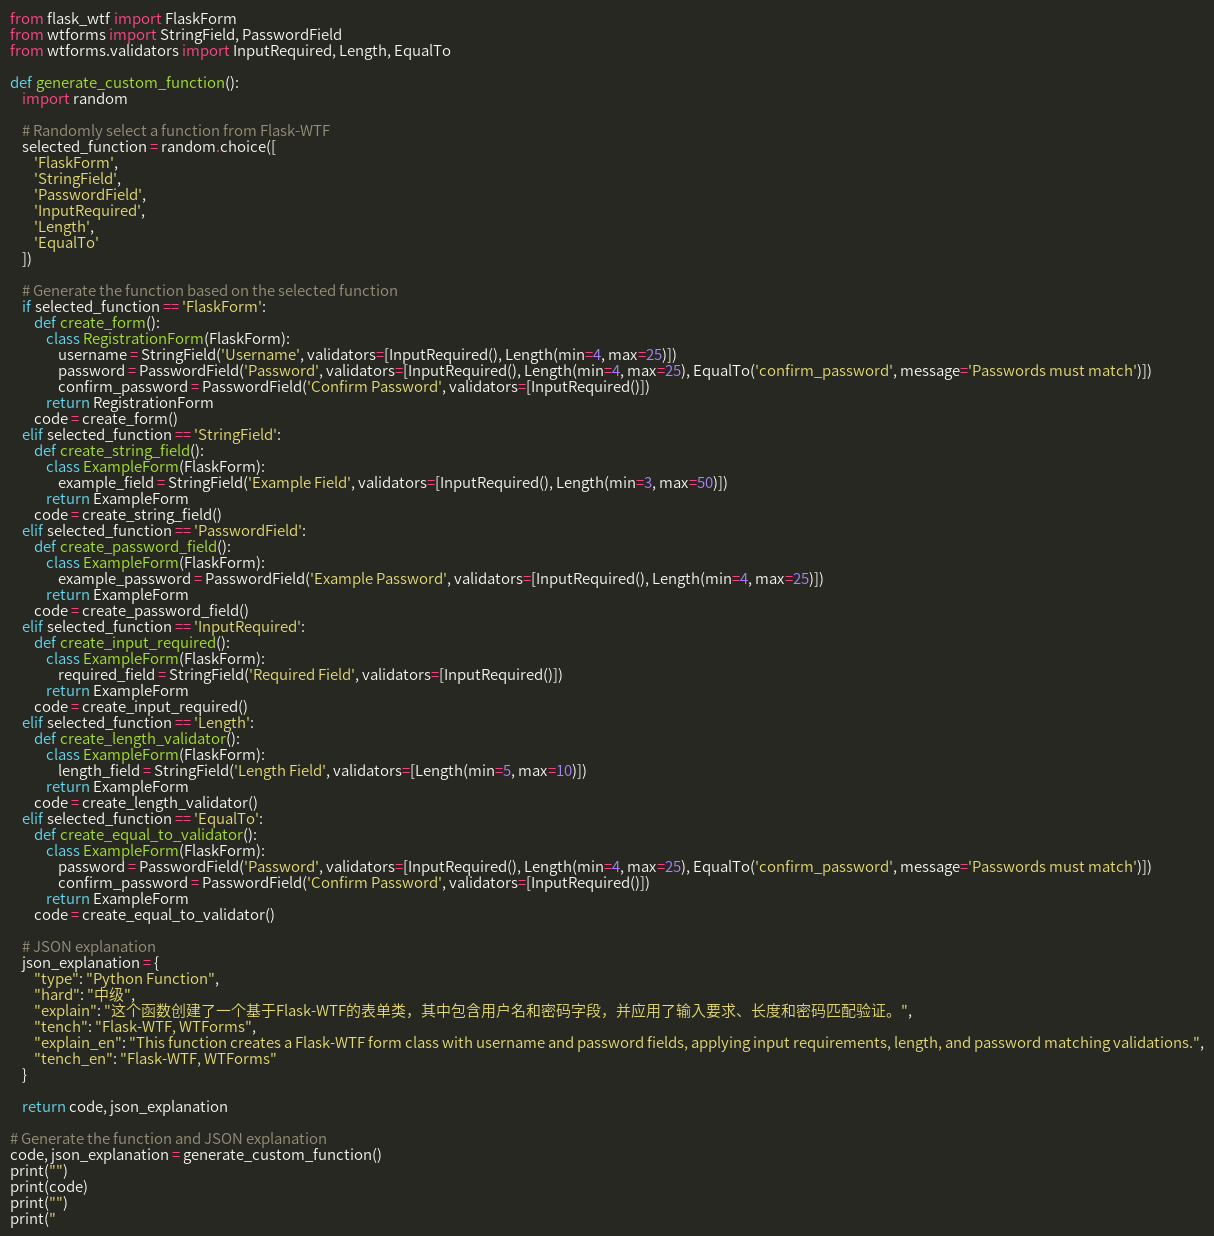 from flask_wtf import FlaskForm
from wtforms import StringField, PasswordField
from wtforms.validators import InputRequired, Length, EqualTo

def generate_custom_function():
    import random

    # Randomly select a function from Flask-WTF
    selected_function = random.choice([
        'FlaskForm',
        'StringField',
        'PasswordField',
        'InputRequired',
        'Length',
        'EqualTo'
    ])

    # Generate the function based on the selected function
    if selected_function == 'FlaskForm':
        def create_form():
            class RegistrationForm(FlaskForm):
                username = StringField('Username', validators=[InputRequired(), Length(min=4, max=25)])
                password = PasswordField('Password', validators=[InputRequired(), Length(min=4, max=25), EqualTo('confirm_password', message='Passwords must match')])
                confirm_password = PasswordField('Confirm Password', validators=[InputRequired()])
            return RegistrationForm
        code = create_form()
    elif selected_function == 'StringField':
        def create_string_field():
            class ExampleForm(FlaskForm):
                example_field = StringField('Example Field', validators=[InputRequired(), Length(min=3, max=50)])
            return ExampleForm
        code = create_string_field()
    elif selected_function == 'PasswordField':
        def create_password_field():
            class ExampleForm(FlaskForm):
                example_password = PasswordField('Example Password', validators=[InputRequired(), Length(min=4, max=25)])
            return ExampleForm
        code = create_password_field()
    elif selected_function == 'InputRequired':
        def create_input_required():
            class ExampleForm(FlaskForm):
                required_field = StringField('Required Field', validators=[InputRequired()])
            return ExampleForm
        code = create_input_required()
    elif selected_function == 'Length':
        def create_length_validator():
            class ExampleForm(FlaskForm):
                length_field = StringField('Length Field', validators=[Length(min=5, max=10)])
            return ExampleForm
        code = create_length_validator()
    elif selected_function == 'EqualTo':
        def create_equal_to_validator():
            class ExampleForm(FlaskForm):
                password = PasswordField('Password', validators=[InputRequired(), Length(min=4, max=25), EqualTo('confirm_password', message='Passwords must match')])
                confirm_password = PasswordField('Confirm Password', validators=[InputRequired()])
            return ExampleForm
        code = create_equal_to_validator()

    # JSON explanation
    json_explanation = {
        "type": "Python Function",
        "hard": "中级",
        "explain": "这个函数创建了一个基于Flask-WTF的表单类，其中包含用户名和密码字段，并应用了输入要求、长度和密码匹配验证。",
        "tench": "Flask-WTF, WTForms",
        "explain_en": "This function creates a Flask-WTF form class with username and password fields, applying input requirements, length, and password matching validations.",
        "tench_en": "Flask-WTF, WTForms"
    }

    return code, json_explanation

# Generate the function and JSON explanation
code, json_explanation = generate_custom_function()
print("")
print(code)
print("")
print("